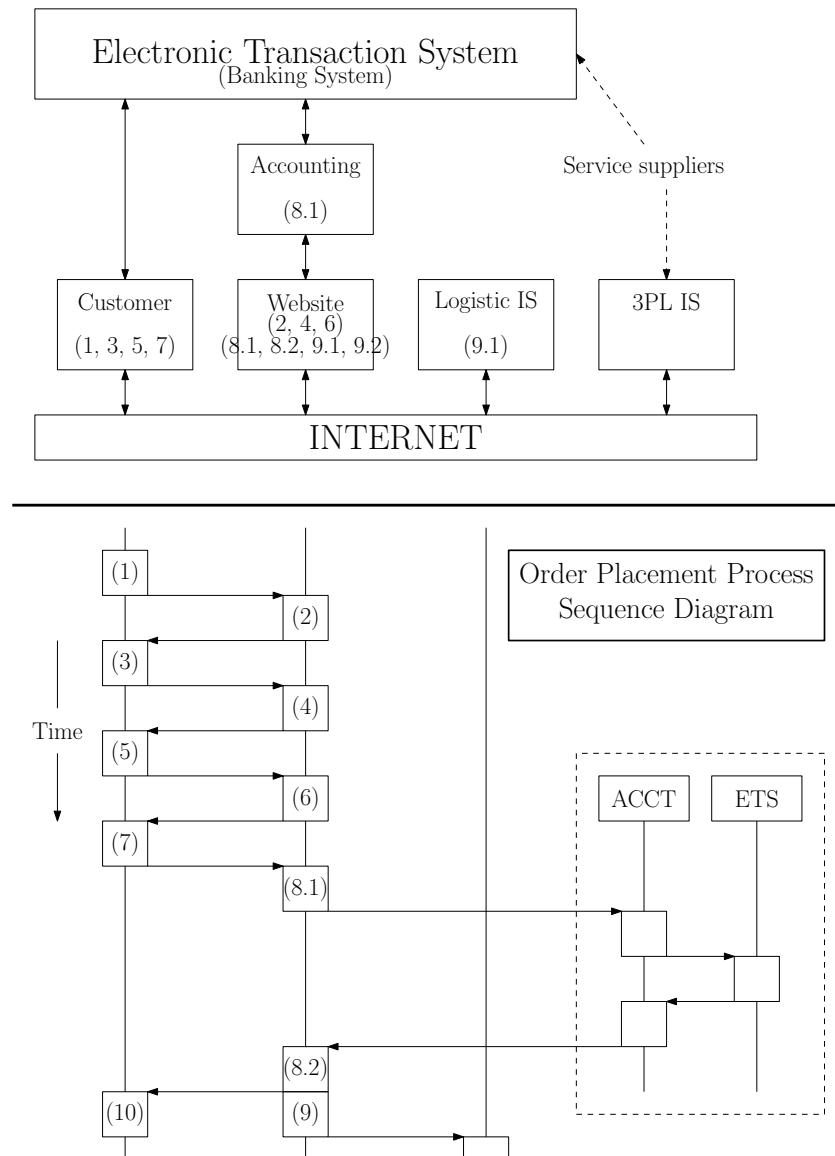 Electronic Transaction System
(Banking System)
Accounting
(8.1)
Service suppliers
Customer
(1, 3, 5, 7)
Website
(2, 4, 6)
(8.1, 8.2, 9.1, 9.2)
Logistic IS
(9.1)
3PL IS
INTERNET
Order Placement Process
Sequence Diagram
(1)
(2)
(3)
(4)
Time
(5)
(6)
ACCT
ETS
(7)
(8.1)
(8.2)
(10)
(9)